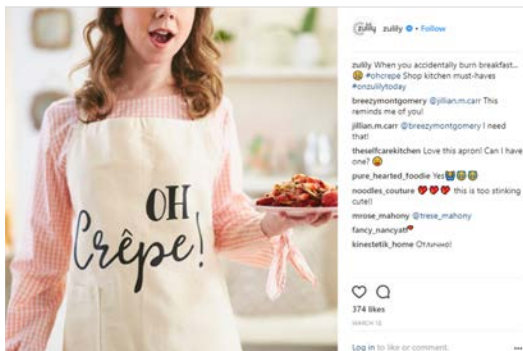 OH
Crêpe!
zulily
zulily • Follow
zulily When you accidentally burn breakfast...
#ohcrepe Shop kitchen must-haves
#onzulilytoday
breezymontgomery @jillian.m.carr This
reminds me of you!
jillian.m.carr @breezymontgomery I need
that!
theselfcarekitchen Love this apron! Can I have
one?
pure_hearted_foodie Yes
noodles_couture this is too stinking
cute!!
mrose_mahony @trese_mahony
fancy_nancyatl
kinestetik_home Отлично!
374 likes
MARCH 18
Log in to like or comment.